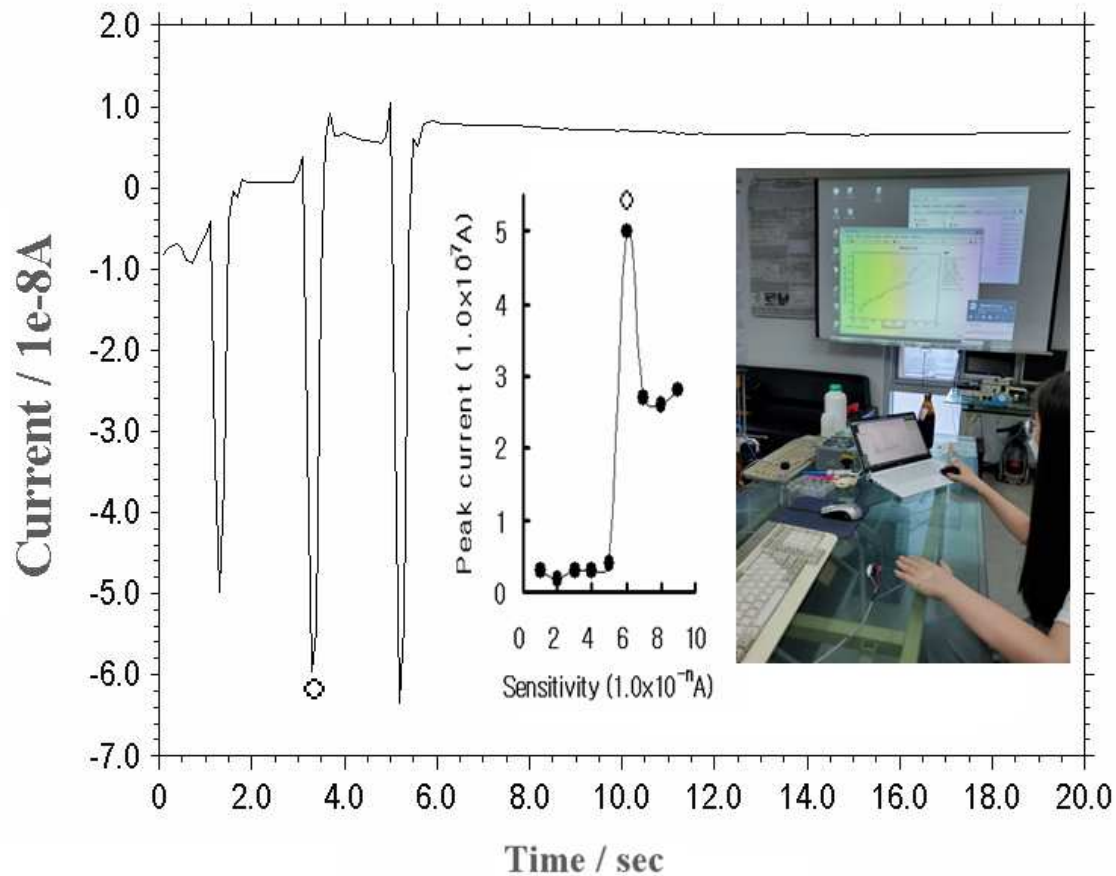 2.0
1.0
0
-1.0
-2.0
-3.0
-4.0
-5.0
-6.0
-7.0
Current / 1e-8A
0 2.0 4.0 6.0 8.0 10.0 12.0 14.0 16.0 18.0 20.0
Time / sec
5
4
3
2
1
0
Peak current (1.0x10⁷A)
0 2 4 6 8 10
Sensitivity (1.0x10⁻ⁿA)